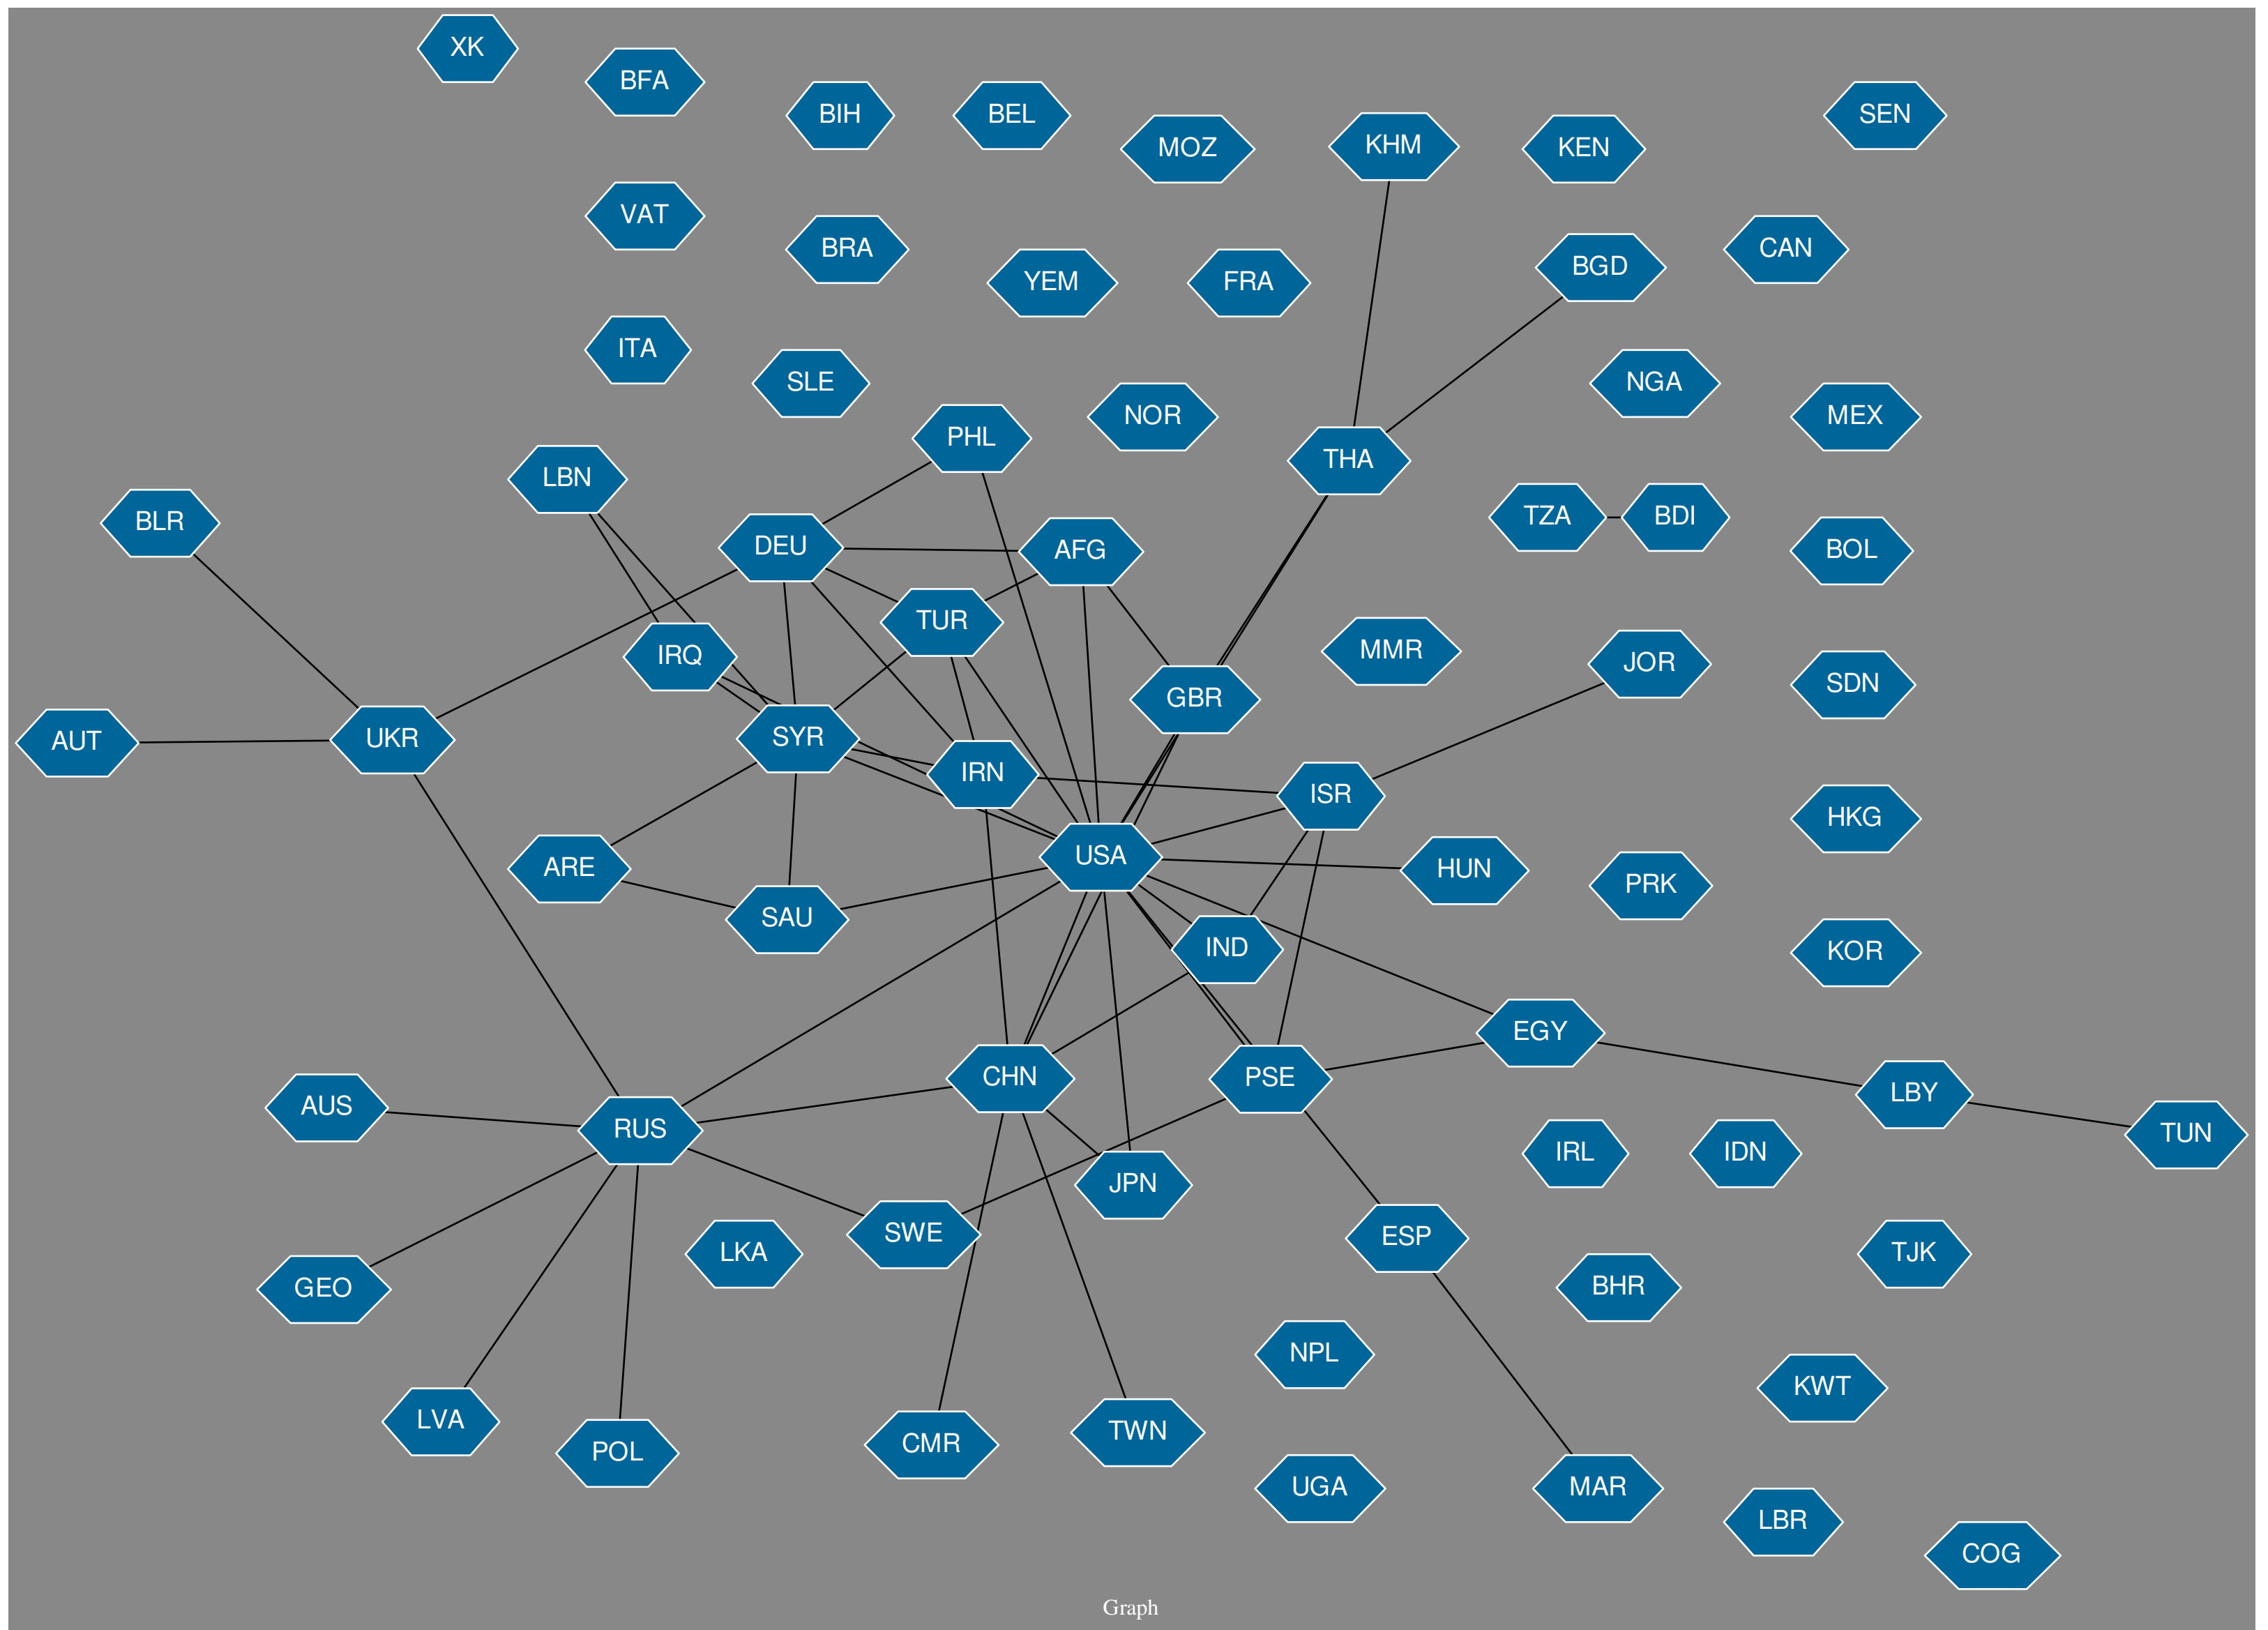 XK
BFA
BIH
BEL
SEN
MOZ
KHM
KEN
VAT
BRA
CAN
YEM
FRA
BGD
ITA
SLE
NGA
NOR
MEX
PHL
THA
LBN
BLR
TZA
BDI
DEU
AFG
BOL
TUR
IRQ
MMR
JOR
SDN
GBR
AUT
UKR
SYR
IRN
ISR
HKG
USA
ARE
HUN
PRK
SAU
IND
KOR
EGY
CHN
PSE
LBY
AUS
RUS
TUN
IRL
IDN
JPN
SWE
ESP
LKA
TJK
GEO
BHR
NPL
KWT
LVA
TWN
CMR
POL
UGA
MAR
LBR
COG
Graph